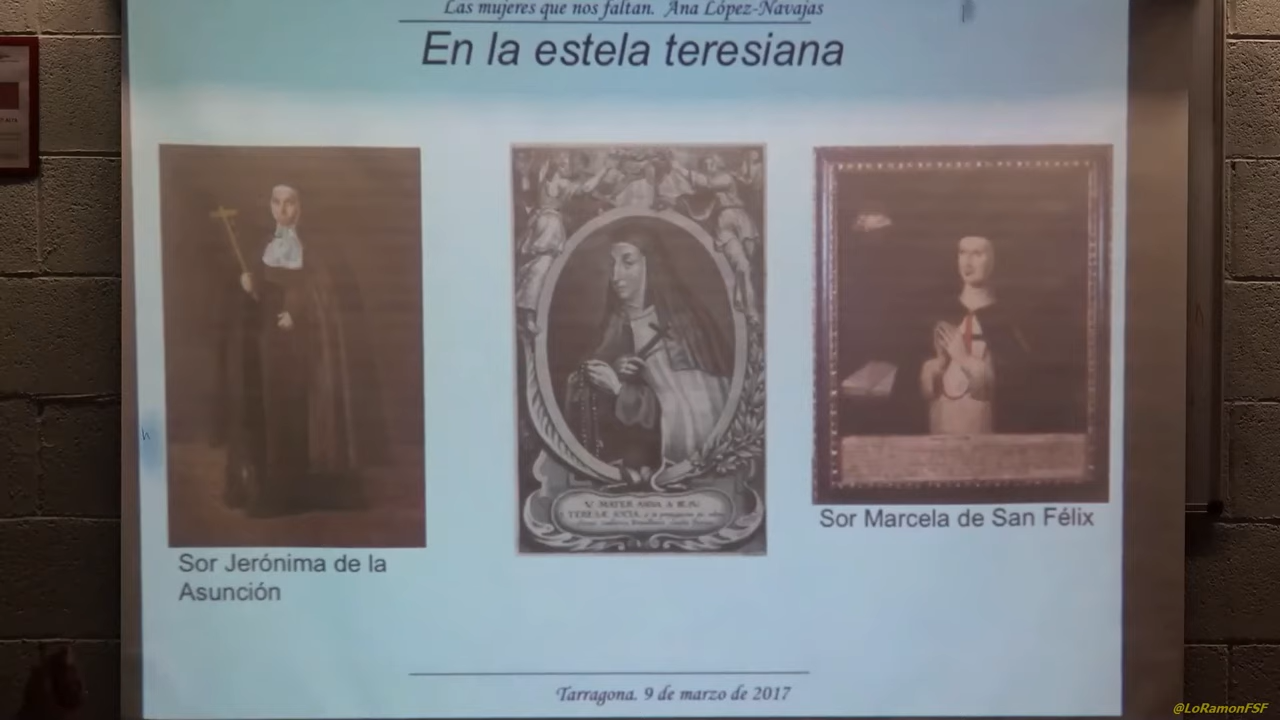 Las mujeres que nos faltan. Ana López-Navajas
En la estela teresiana
Sor Jerónima de la
Asunción
Sor Marcela de San Félix
Tarragona. 9 de marzo de 2017
@LoRamonFSF